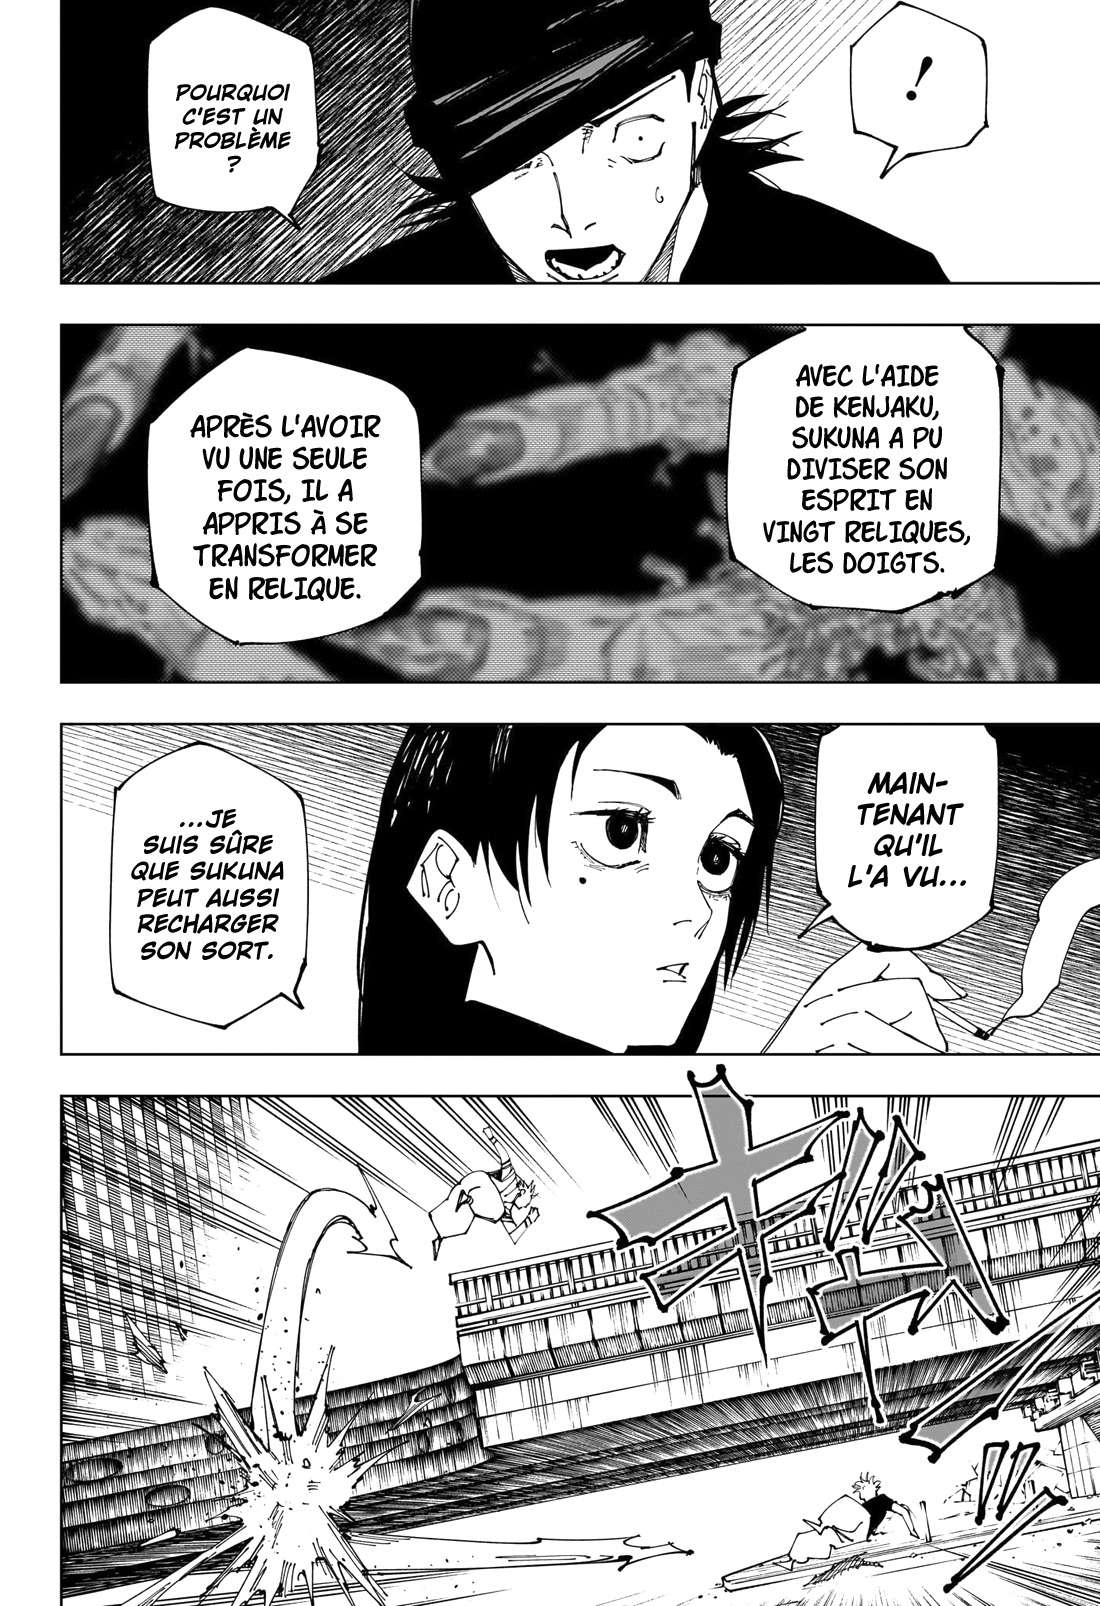 !
POURQUOI
C'EST UN
PROBLÈME
?
AVEC L'AIDE
DE KENJAKU,
SUKUNA A PU
DIVISER SON
ESPRIT EN
VINGT RELIQUES,
LES DOIGTS.
APRÈS L'AVOIR
VU UNE SEULE
FOIS, IL A
APPRIS À SE
TRANSFORMER
EN RELIQUE.
MAIN-
TENANT
QU'IL
L'A VU...
...JE
SUIS SÛRE
QUE SUKUNA
PEUT AUSSI
RECHARGER
SON SORT.